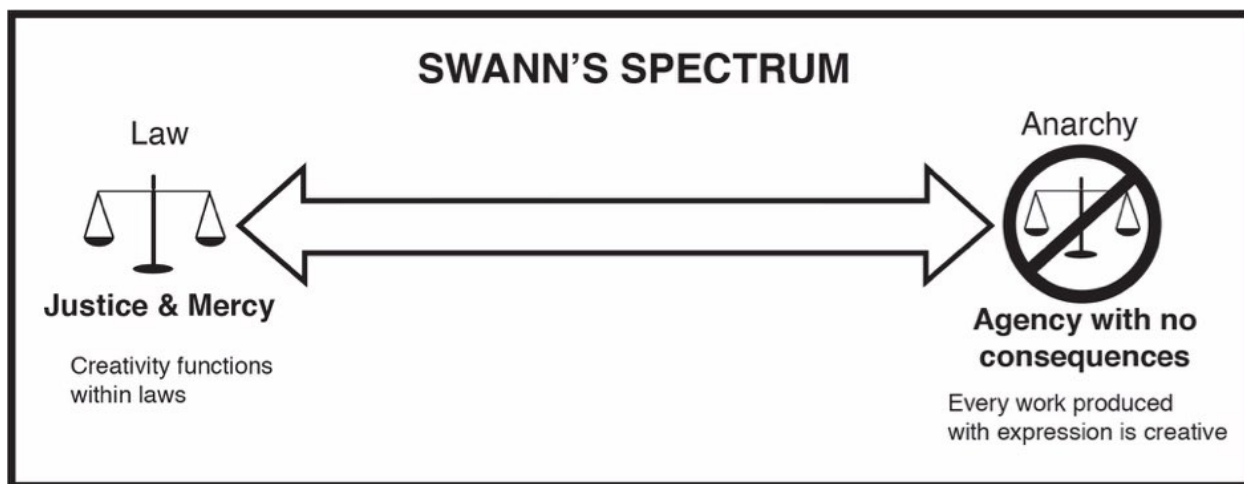 SWANN'S SPECTRUM
Law
Justice & Mercy
Creativity functions
within laws
Anarchy
Agency with no
consequences
Every work produced
with expression is creative